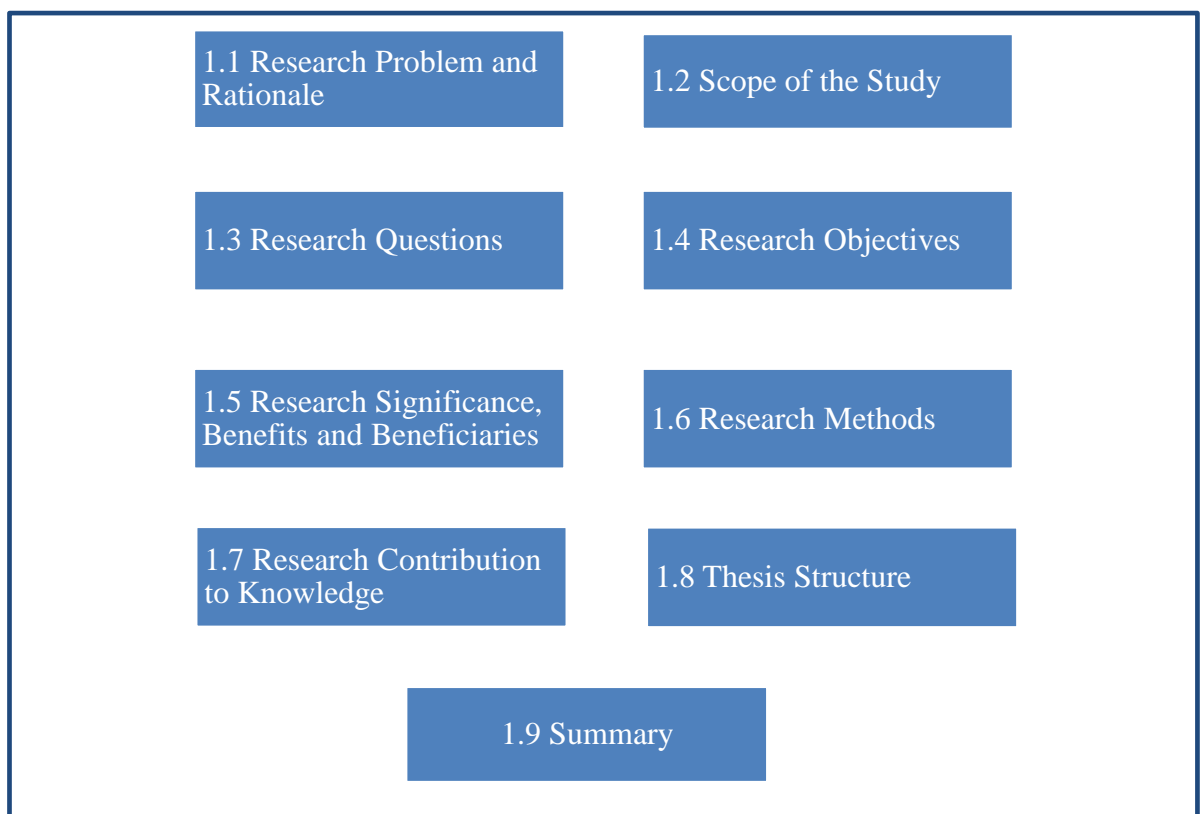 1.1 Research Problem and
Rationale
1.2 Scope of the Study
1.3 Research Questions
1.4 Research Objectives
1.5 Research Significance,
Benefits and Beneficiaries
1.6 Research Methods
1.7 Research Contribution
to Knowledge
1.8 Thesis Structure
1.9 Summary